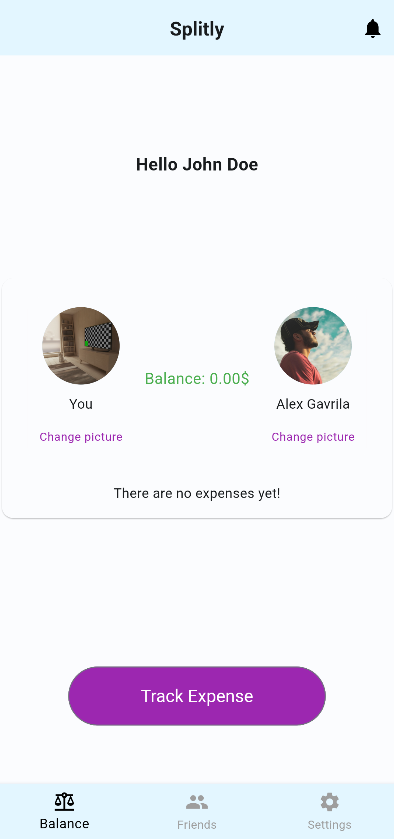 Splitly
Hello John Doe
Balance: 0.00$
You
Alex Gavrila
Change picture
Change picture
There are no expenses yet!
Track Expense
Balance
Friends
Settings